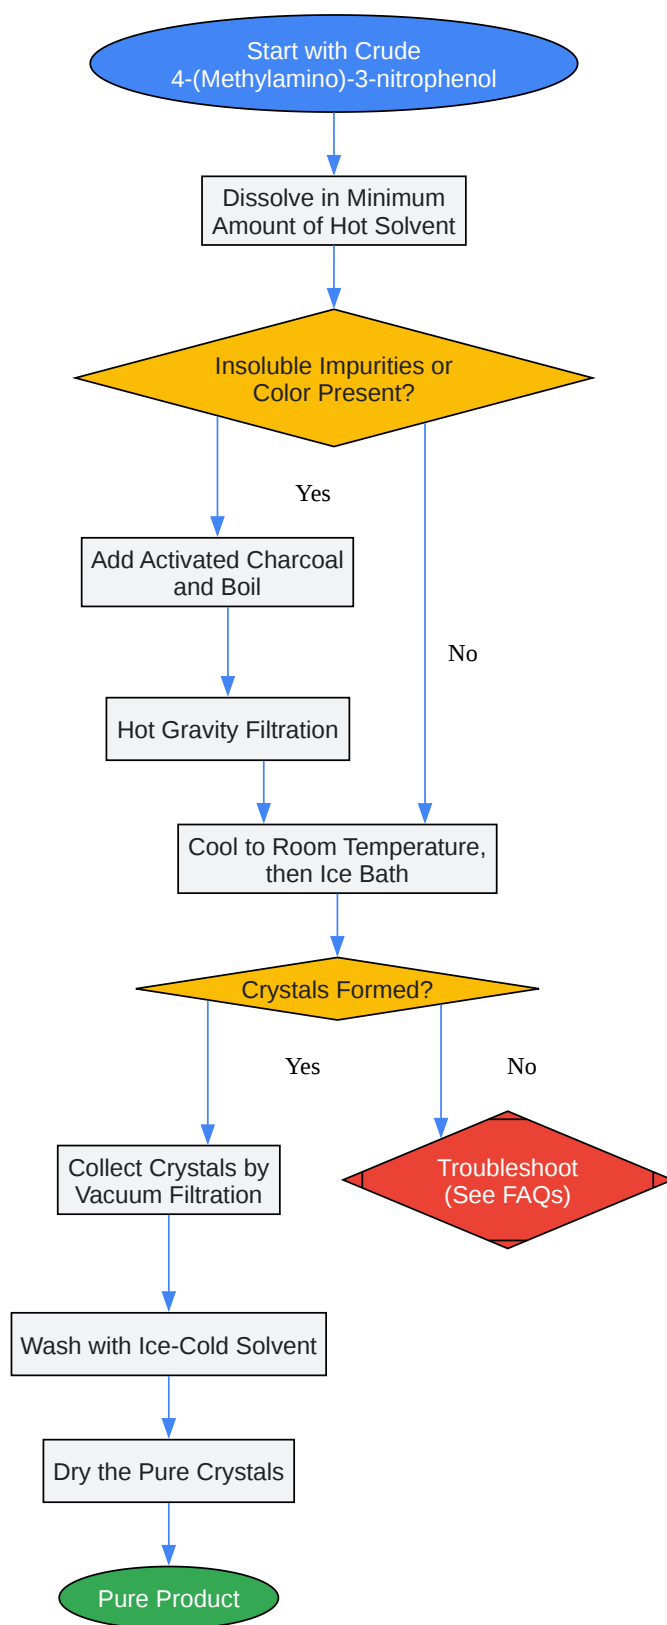 Start with Crude
4-(Methylamino)-3-nitrophenol
Dissolve in Minimum
Amount of Hot Solvent
Insoluble Impurities or
Color Present?
Yes
Add Activated Charcoal
and Boil
No
Hot Gravity Filtration
Cool to Room Temperature,
then Ice Bath
Crystals Formed?
Yes
No
Collect Crystals by
Vacuum Filtration
Troubleshoot
(See FAQs)
Wash with Ice-Cold Solvent
Dry the Pure Crystals
Pure Product